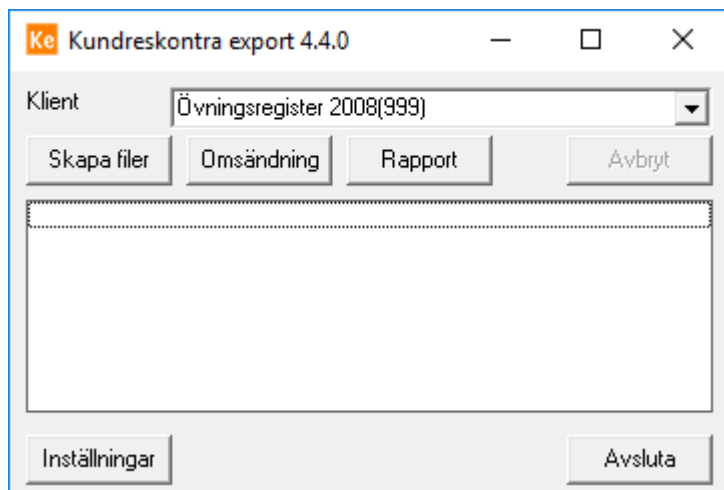 Ke Kundreskontra export 4.4.0
Klient Övningsregister 2008(999)
Skapa filer Omsändning Rapport Avbryt
Inställningar Avsluta